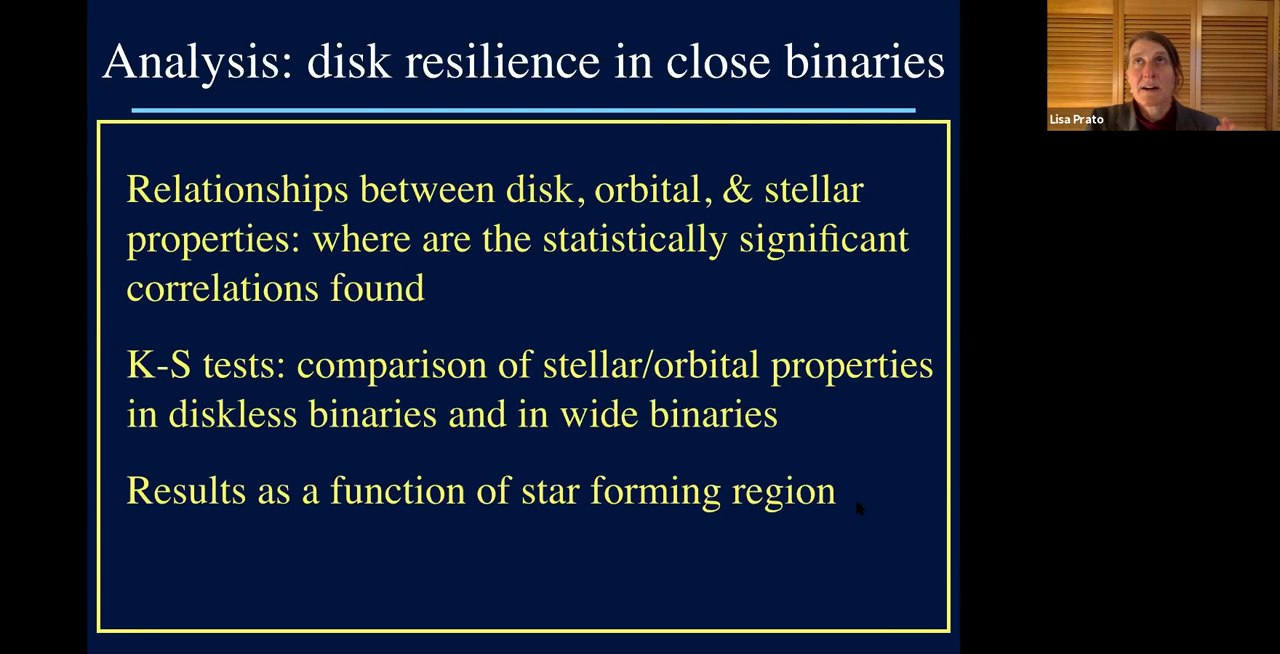 Analysis: disk resilience in close binaries
Lisa Prato
Relationships between disk, orbital, & stellar
properties: where are the statistically significant
correlations found
K-S tests: comparison of stellar/orbital properties
in diskless binaries and in wide binaries
Results as a function of star forming region